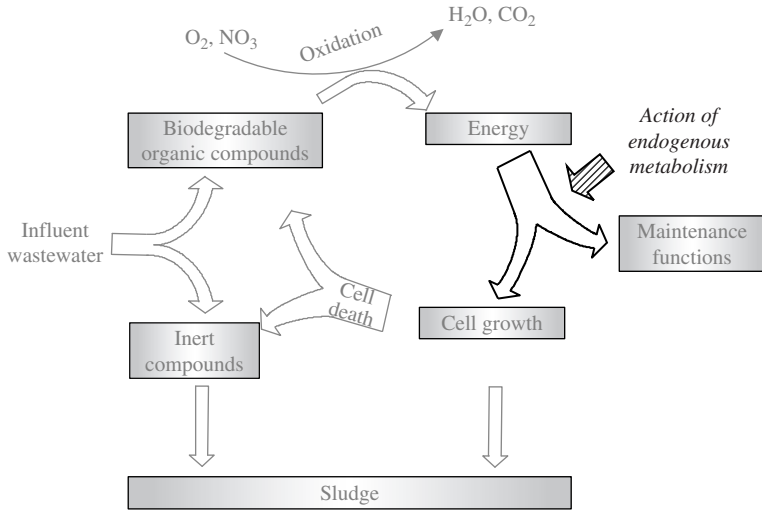 H₂O, CO₂
O₂, NO₃
Oxidation
Biodegradable
organic compounds
Energy
Action of
endogenous
metabolism
Influent
wastewater
Maintenance
functions
Cell
death
Cell growth
Inert
compounds
Sludge